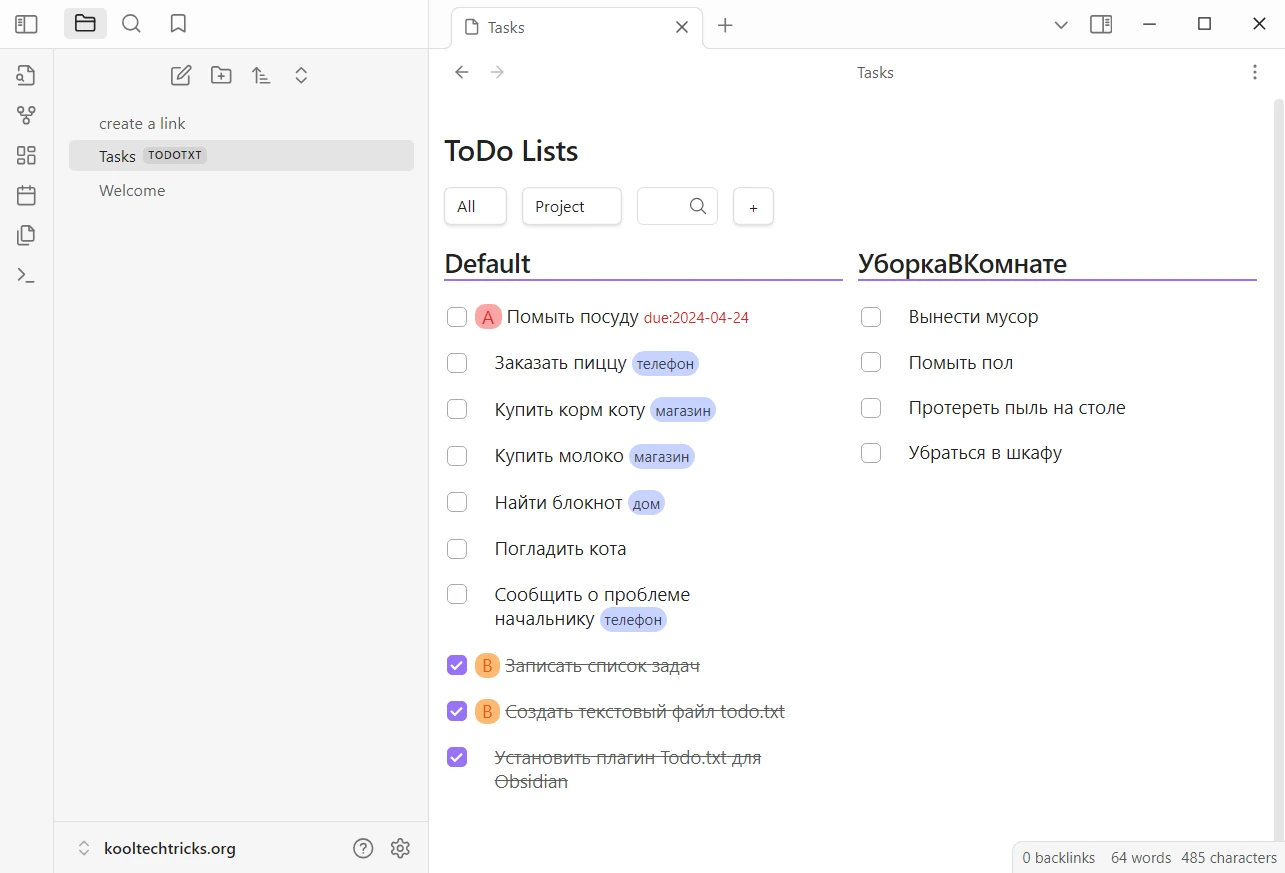 Tasks
Tasks
create a link
Tasks TODOTXT
Welcome
ToDo Lists
All Project +
Default
A Помыть посуду due:2024-04-24
Заказать пиццу телефон
Купить корм коту магазин
Купить молоко магазин
Найти блокнот дом
Погладить кота
Сообщить о проблеме
начальнику телефон
B Записать список задач
B Создать текстовый файл todo.txt
Установить плагин Todo.txt для
Obsidian
УборкаВКомнате
Вынести мусор
Помыть пол
Протереть пыль на столе
Убраться в шкафу
kooltechtricks.org
0 backlinks 64 words 485 characters